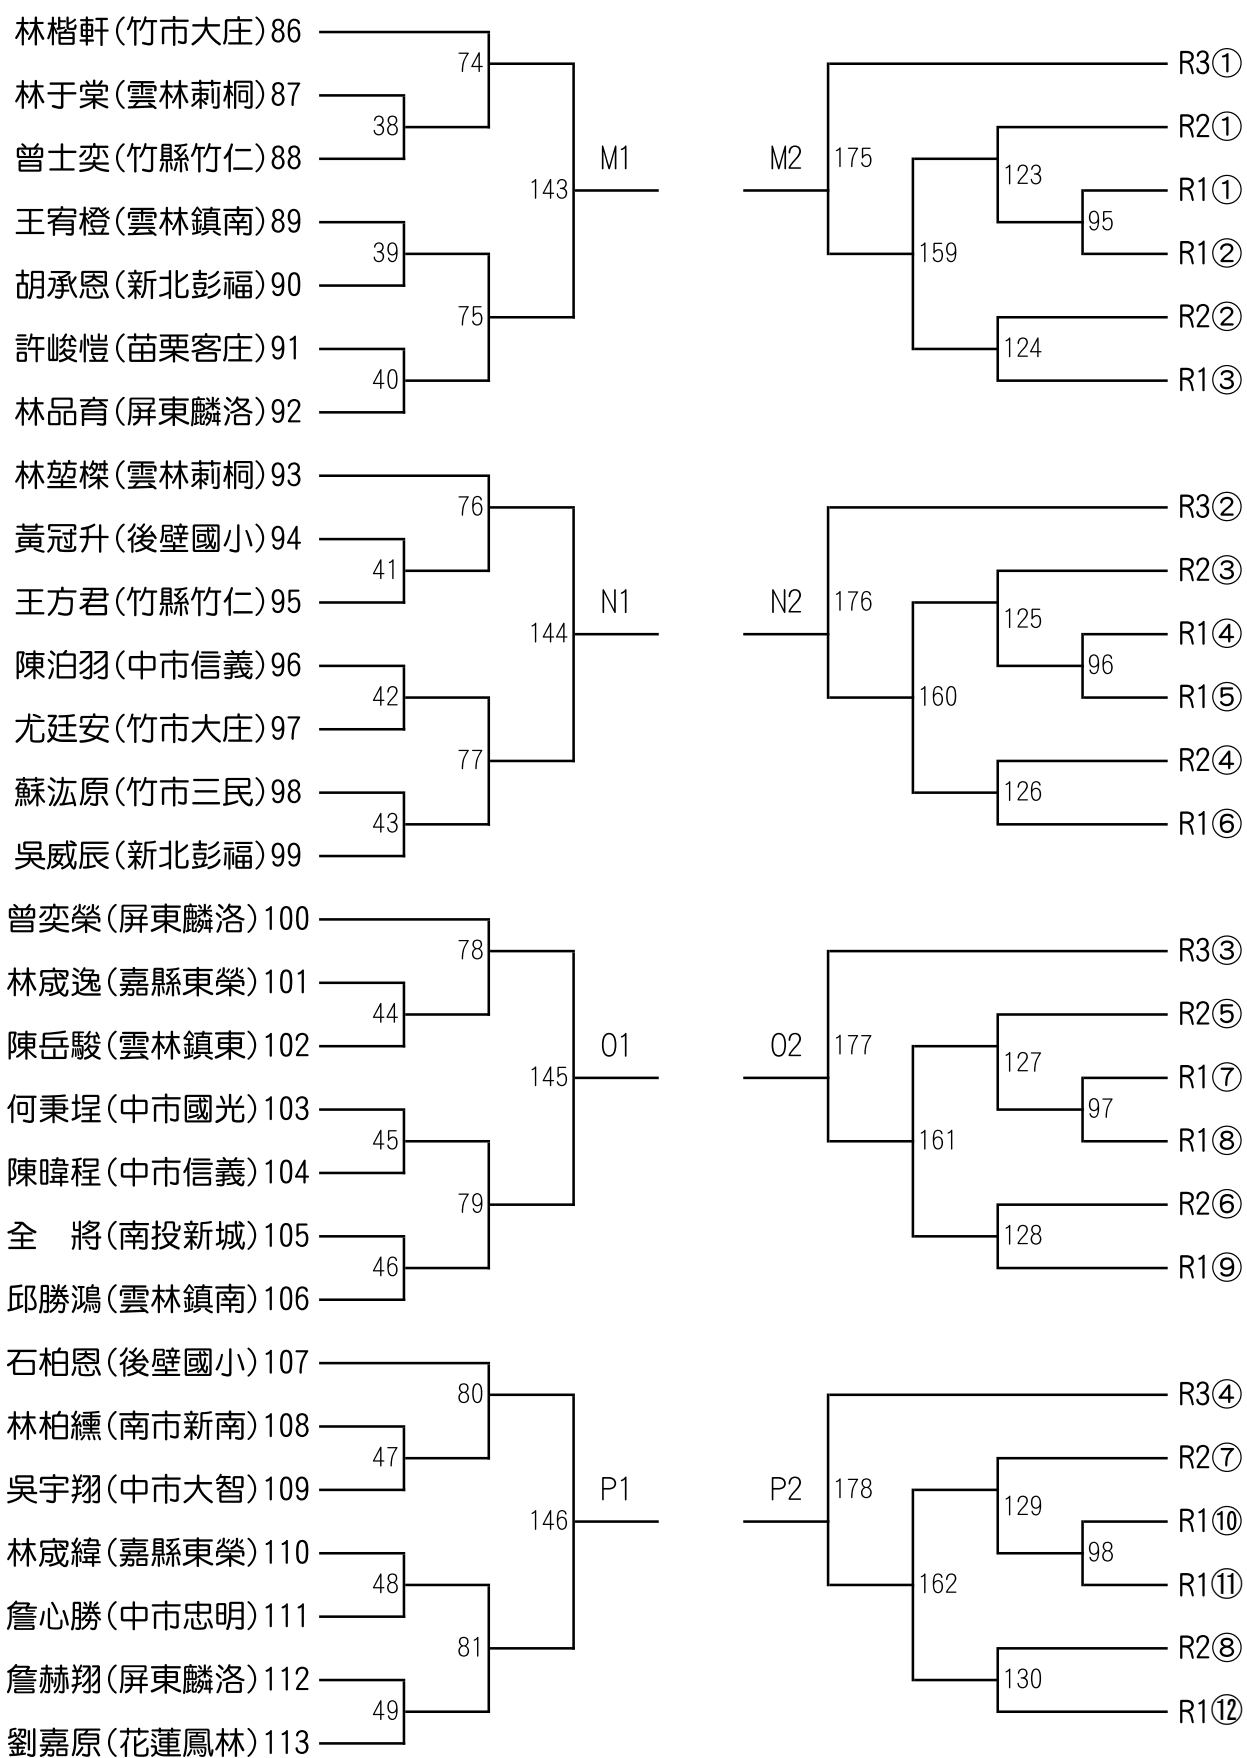 林楷軒(竹市大庄)86
林于棠(雲林莿桐)87
曾士奕(竹縣竹仁)88
王宥橙(雲林鎮南)89
胡承恩(新北彭福)90
許峻愷(苗栗客庄)91
林品育(屏東麟洛)92
74
38
39
75
40
143
M1
M2
175
159
123
95
124
R3①
R2①
R1①
R1②
R2②
R1③
林堃榤(雲林莿桐)93
黃冠升(後壁國小)94
王方君(竹縣竹仁)95
陳泊羽(中市信義)96
尤廷安(竹市大庄)97
蘇汯原(竹市三民)98
吳威辰(新北彭福)99
76
41
42
77
43
144
N1
N2
176
160
125
96
126
R3②
R2③
R1④
R1⑤
R2④
R1⑥
曾奕榮(屏東麟洛)100
林宬逸(嘉縣東榮)101
陳岳駿(雲林鎮東)102
何秉埕(中市國光)103
陳暐程(中市信義)104
全　將(南投新城)105
邱勝鴻(雲林鎮南)106
78
44
45
79
46
145
O1
O2
177
161
127
97
128
R3③
R2⑤
R1⑦
R1⑧
R2⑥
R1⑨
石柏恩(後壁國小)107
林柏纁(南市新南)108
吳宇翔(中市大智)109
林宬緯(嘉縣東榮)110
詹心勝(中市忠明)111
詹赫翔(屏東麟洛)112
劉嘉原(花蓮鳳林)113
80
47
48
81
49
146
P1
P2
178
162
129
98
130
R3④
R2⑦
R1⑩
R1⑪
R2⑧
R1⑫